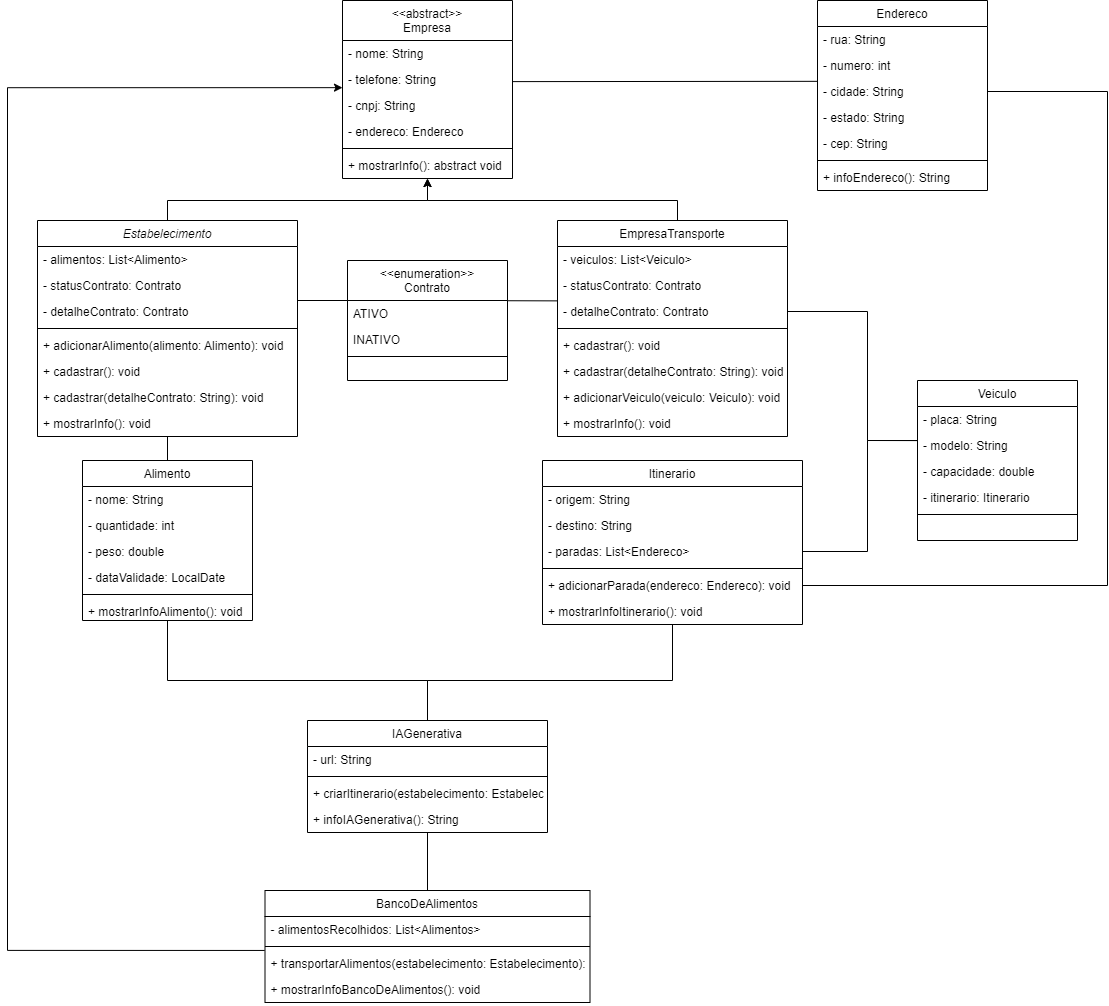 <<abstract>>
Empresa
- nome: String
- telefone: String
- cnpj: String
- endereco: Endereco
+ mostrarInfo(): abstract void
Endereco
- rua: String
- numero: int
- cidade: String
- estado: String
- cep: String
+ infoEndereco(): String
Estabelecimento
- alimentos: List<Alimento>
- statusContrato: Contrato
- detalheContrato: Contrato
+ adicionarAlimento(alimento: Alimento): void
+ cadastrar(): void
+ cadastrar(detalheContrato: String): void
+ mostrarInfo(): void
<<enumeration>>
Contrato
ATIVO
INATIVO
EmpresaTransporte
- veiculos: List<Veiculo>
- statusContrato: Contrato
- detalheContrato: Contrato
+ cadastrar(): void
+ cadastrar(detalheContrato: String): void
+ adicionarVeiculo(veiculo: Veiculo): void
+ mostrarInfo(): void
Veiculo
- placa: String
- modelo: String
- capacidade: double
- itinerario: Itinerario
Alimento
- nome: String
- quantidade: int
- peso: double
- dataValidade: LocalDate
+ mostrarInfoAlimento(): void
Itinerario
- origem: String
- destino: String
- paradas: List<Endereco>
+ adicionarParada(endereco: Endereco): void
+ mostrarInfoItinerario(): void
IAGenerativa
- url: String
+ criarItinerario(estabelecimento: Estabelec
+ infoIAGenerativa(): String
BancoDeAlimentos
- alimentosRecolhidos: List<Alimentos>
+ transportarAlimentos(estabelecimento: Estabelecimento):
+ mostrarInfoBancoDeAlimentos(): void